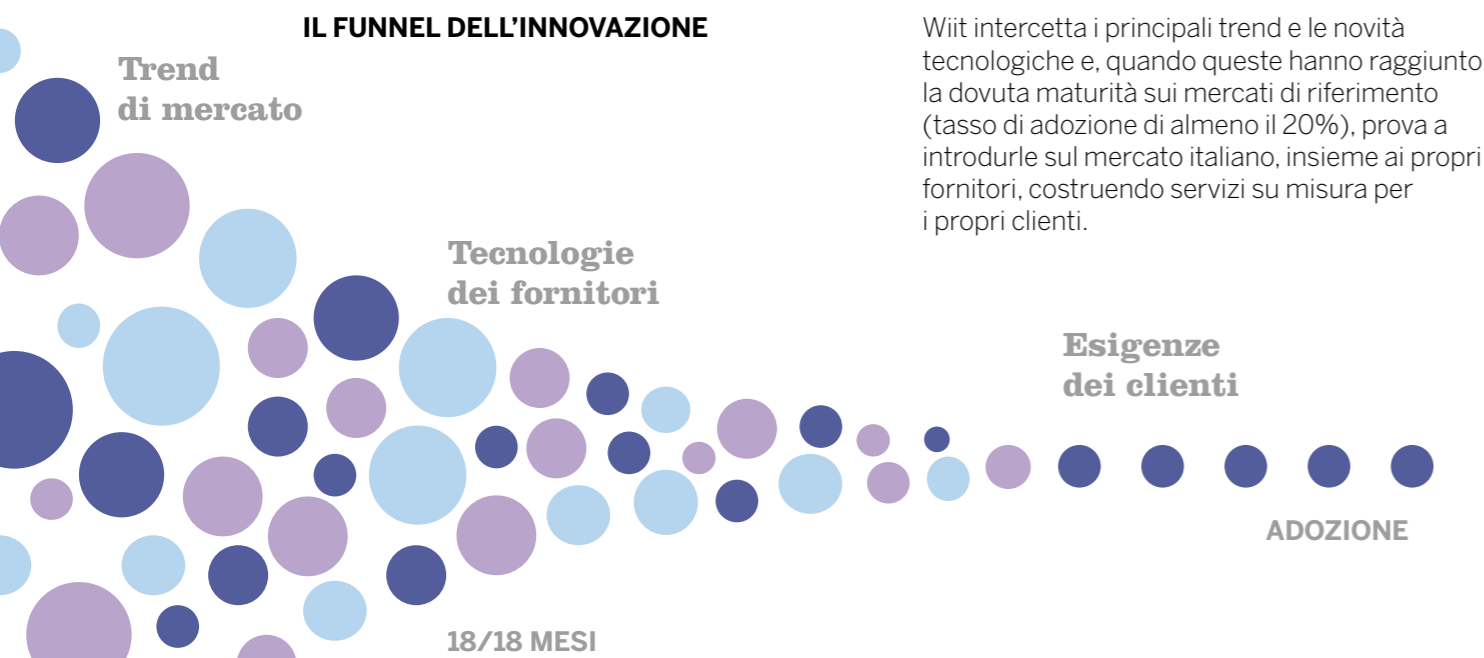 IL FUNNEL DELL’INNOVAZIONE
Wiit intercetta i principali trend e le novità
tecnologiche e, quando queste hanno raggiunto
la dovuta maturità sui mercati di riferimento
(tasso di adozione di almeno il 20%), prova a
introdurle sul mercato italiano, insieme ai propri
fornitori, costruendo servizi su misura per
i propri clienti.
Trend
di mercato
Tecnologie
dei fornitori
Esigenze
dei clienti
ADOZIONE
18/18 MESI